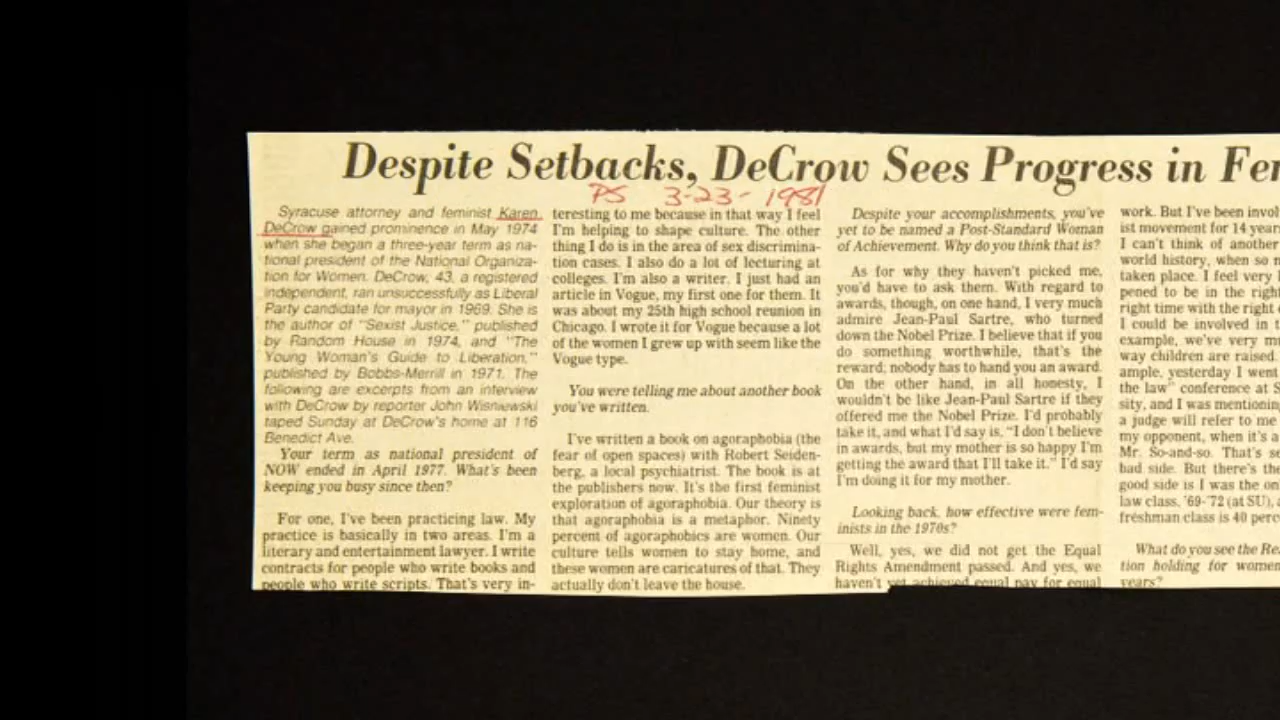 Despite Setbacks, DeCrow Sees Progress in Fe
PS 3-23-1981
Syracuse attorney and feminist Karen
DeCrow gained prominence in May 1974
when she began a three-year term as na-
tional president of the National Organiza-
tion for Women. DeCrow, 43, a registered
independent, ran unsuccessfully as Liberal
Party candidate for mayor in 1969. She is
the author of "Sexist Justice," published
by Random House in 1974, and "The
Young Woman's Guide to Liberation,"
published by Bobbs-Merrill in 1971. The
following are excerpts from an interview
with DeCrow by reporter John Wisniewski
taped Sunday at DeCrow's home at 116
Benedict Ave.
Your term as national president of
NOW ended in April 1977. What's been
keeping you busy since then?
For one, I've been practicing law. My
practice is basically in two areas. I'm a
literary and entertainment lawyer. I write
contracts for people who write books and
people who write scripts. That's very in-
teresting to me because in that way I feel
I'm helping to shape culture. The other
thing I do is in the area of sex discrimina-
tion cases. I also do a lot of lecturing at
colleges. I'm also a writer. I just had an
article in Vogue, my first one for them. It
was about my 25th high school reunion in
Chicago. I wrote it for Vogue because a lot
of the women I grew up with seem like the
Vogue type.
You were telling me about another book
you've written.
I've written a book on agoraphobia (the
fear of open spaces) with Robert Seiden-
berg, a local psychiatrist. The book is at
the publishers now. It's the first feminist
exploration of agoraphobia. Our theory is
that agoraphobia is a metaphor. Ninety
percent of agoraphobics are women. Our
culture tells women to stay home, and
these women are caricatures of that. They
actually don't leave the house.
Despite your accomplishments, you've
yet to be named a Post-Standard Woman
of Achievement. Why do you think that is?
As for why they haven't picked me,
you'd have to ask them. With regard to
awards, though, on one hand, I very much
admire Jean-Paul Sartre, who turned
down the Nobel Prize. I believe that if you
do something worthwhile, that's the
reward; nobody has to hand you an award.
On the other hand, in all honesty, I
wouldn't be like Jean-Paul Sartre if they
offered me the Nobel Prize. I'd probably
take it, and what I'd say is, "I don't believe
in awards, but my mother is so happy I'm
getting the award that I'll take it." I'd say
I'm doing it for my mother.
Looking back, how effective were fem-
inists in the 1970s?
Well, yes, we did not get the Equal
Rights Amendment passed. And yes, we
haven't yet achieved equal pay for equal
work. But I've been invol
ist movement for 14 year
I can't think of another
world history, when so
taken place. I feel very
pened to be in the right
right time with the right
I could be involved in
example, we've very m
way children are raised.
ample, yesterday I went
the law" conference at S
sity, and I was mentionin
a judge will refer to me
my opponent, when it's a
Mr. So-and-so. That's se
bad side. But there's the
good side is I was the on
law class, '69-'72 (at SU),
freshman class is 40 perc
What do you see the Re
tion holding for women
years?